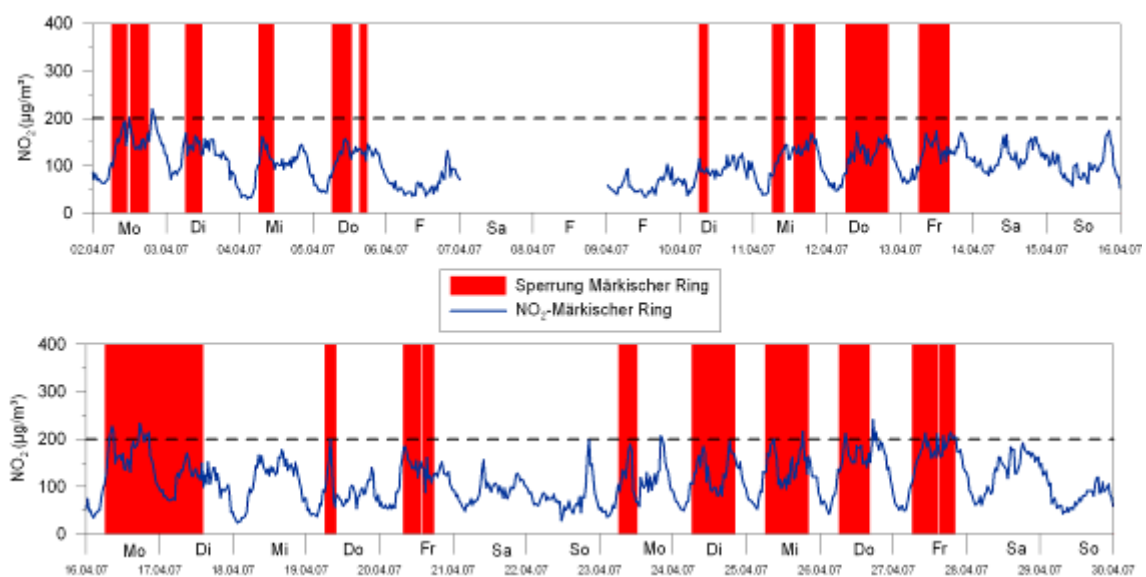 400
300
200
100
0
NO₂ (µg/m³)
Mo Di Mi Do F Sa F F Di Mi Do Fr Sa So
02.04.07 03.04.07 04.04.07 05.04.07 06.04.07 07.04.07 08.04.07 09.04.07 10.04.07 11.04.07 12.04.07 13.04.07 14.04.07 15.04.07 16.04.07
Sperrung Märkischer Ring
NO₂-Märkischer Ring
400
300
200
100
0
NO₂ (µg/m³)
Mo Di Mi Do Fr Sa So Mo Di Mi Do Fr Sa So
16.04.07 17.04.07 18.04.07 19.04.07 20.04.07 21.04.07 22.04.07 23.04.07 24.04.07 25.04.07 26.04.07 27.04.07 28.04.07 29.04.07 30.04.07